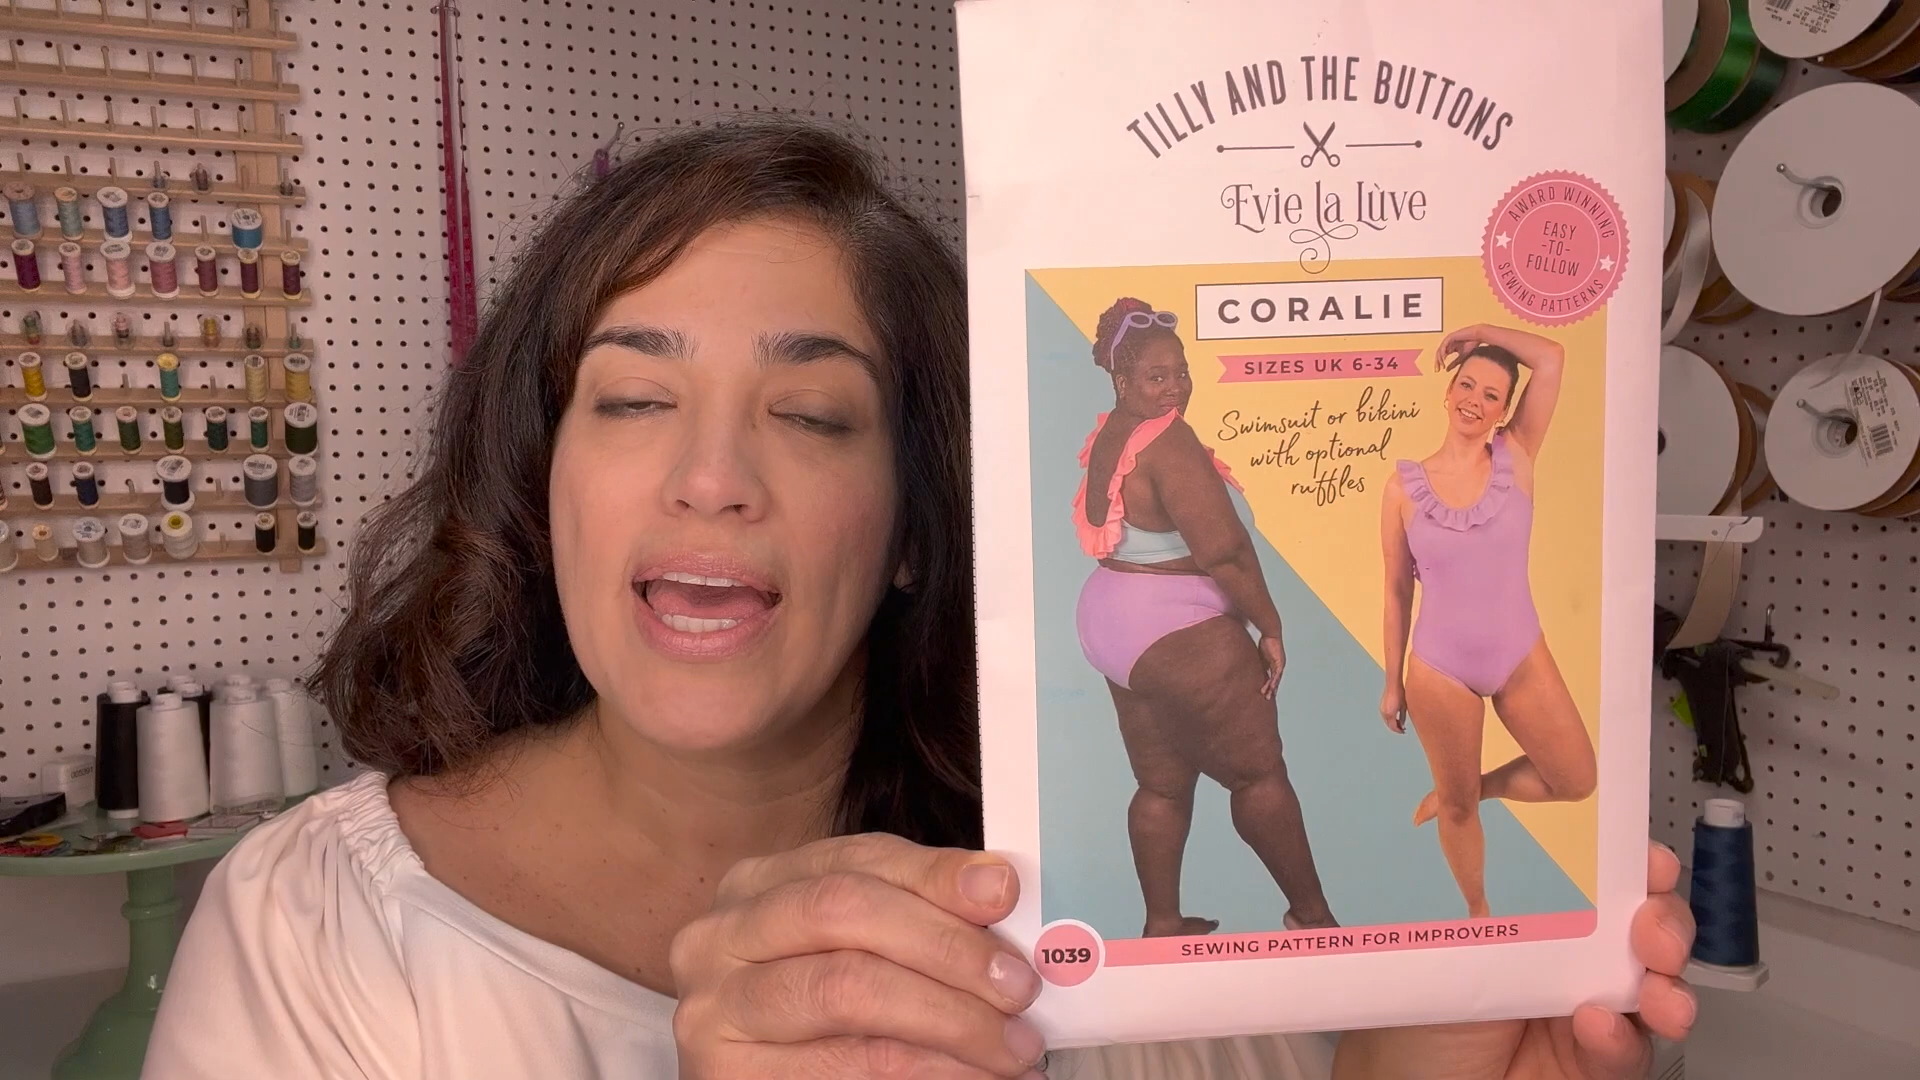 TILLY AND THE BUTTONS
Evie la Lùve
AWARD WINNING
EASY
-TO-
FOLLOW
SEWING PATTERNS
CORALIE
SIZES UK 6-34
Swimsuit or bikini
with optional
ruffles
1039
SEWING PATTERN FOR IMPROVERS